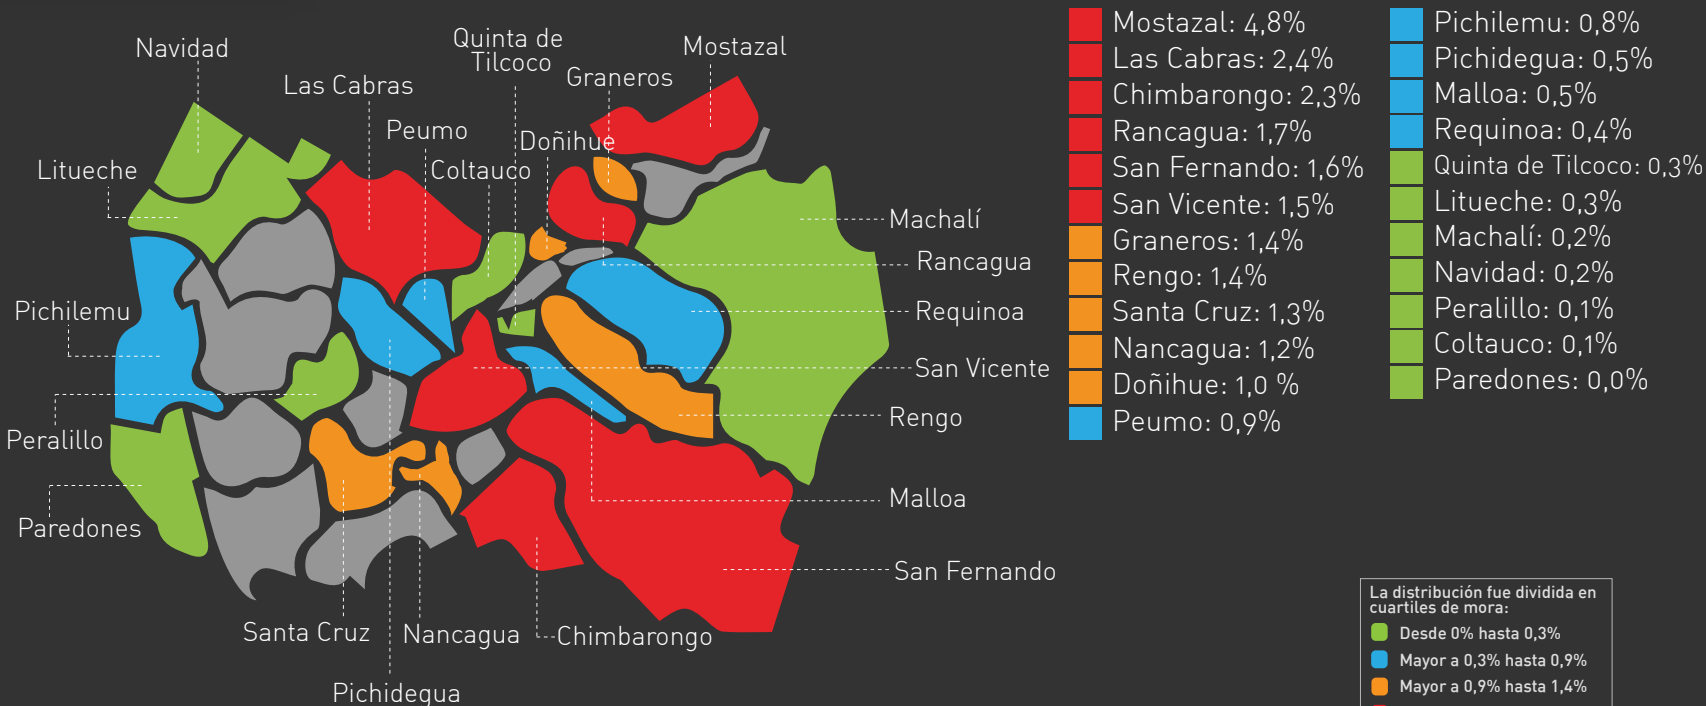 Navidad
Quinta de
Tilcoco
Mostazal
Las Cabras
Graneros
Peumo
Doñihue
Litueche
Coltauco
Machalí
Rancagua
Pichilemu
Requinoa
San Vicente
Rengo
Peralillo
Malloa
Paredones
San Fernando
Santa Cruz
Nancagua
Chimbarongo
Pichidegua
Mostazal: 4,8%
Las Cabras: 2,4%
Chimbarongo: 2,3%
Rancagua: 1,7%
San Fernando: 1,6%
San Vicente: 1,5%
Graneros: 1,4%
Rengo: 1,4%
Santa Cruz: 1,3%
Nancagua: 1,2%
Doñihue: 1,0 %
Peumo: 0,9%
Pichilemu: 0,8%
Pichidegua: 0,5%
Malloa: 0,5%
Requinoa: 0,4%
Quinta de Tilcoco: 0,3%
Litueche: 0,3%
Machalí: 0,2%
Navidad: 0,2%
Peralillo: 0,1%
Coltauco: 0,1%
Paredones: 0,0%
La distribución fue dividida en
cuartiles de mora:
Desde 0% hasta 0,3%
Mayor a 0,3% hasta 0,9%
Mayor a 0,9% hasta 1,4%